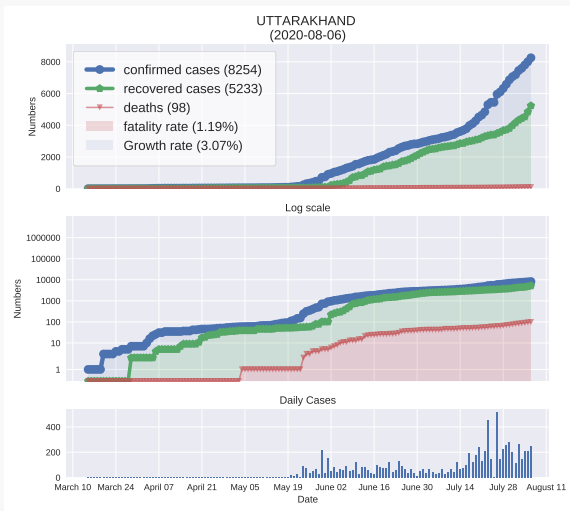 UTTARAKHAND
(2020-08-06)
confirmed cases (8254)
recovered cases (5233)
deaths (98)
fatality rate (1.19%)
Growth rate (3.07%)
Numbers
8000
6000
4000
2000
0
Log scale
Numbers
1000000
100000
10000
1000
100
10
1
Daily Cases
400
200
0
March 10 March 24 April 07 April 21 May 05 May 19 June 02 June 16 June 30 July 14 July 28 August 11
Date